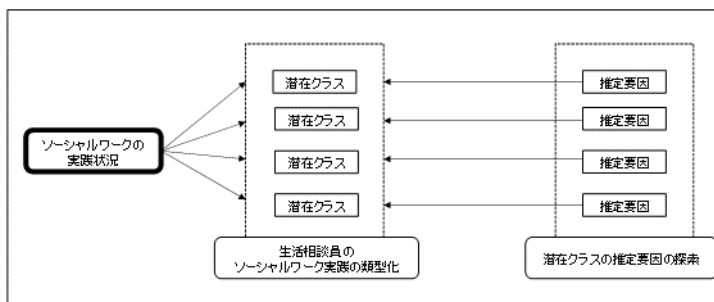 ソーシャルワークの
実践状況
潜在クラス
潜在クラス
潜在クラス
潜在クラス
生活相談員の
ソーシャルワーク実践の類型化
推定要因
推定要因
推定要因
推定要因
潜在クラスの推定要因の探索